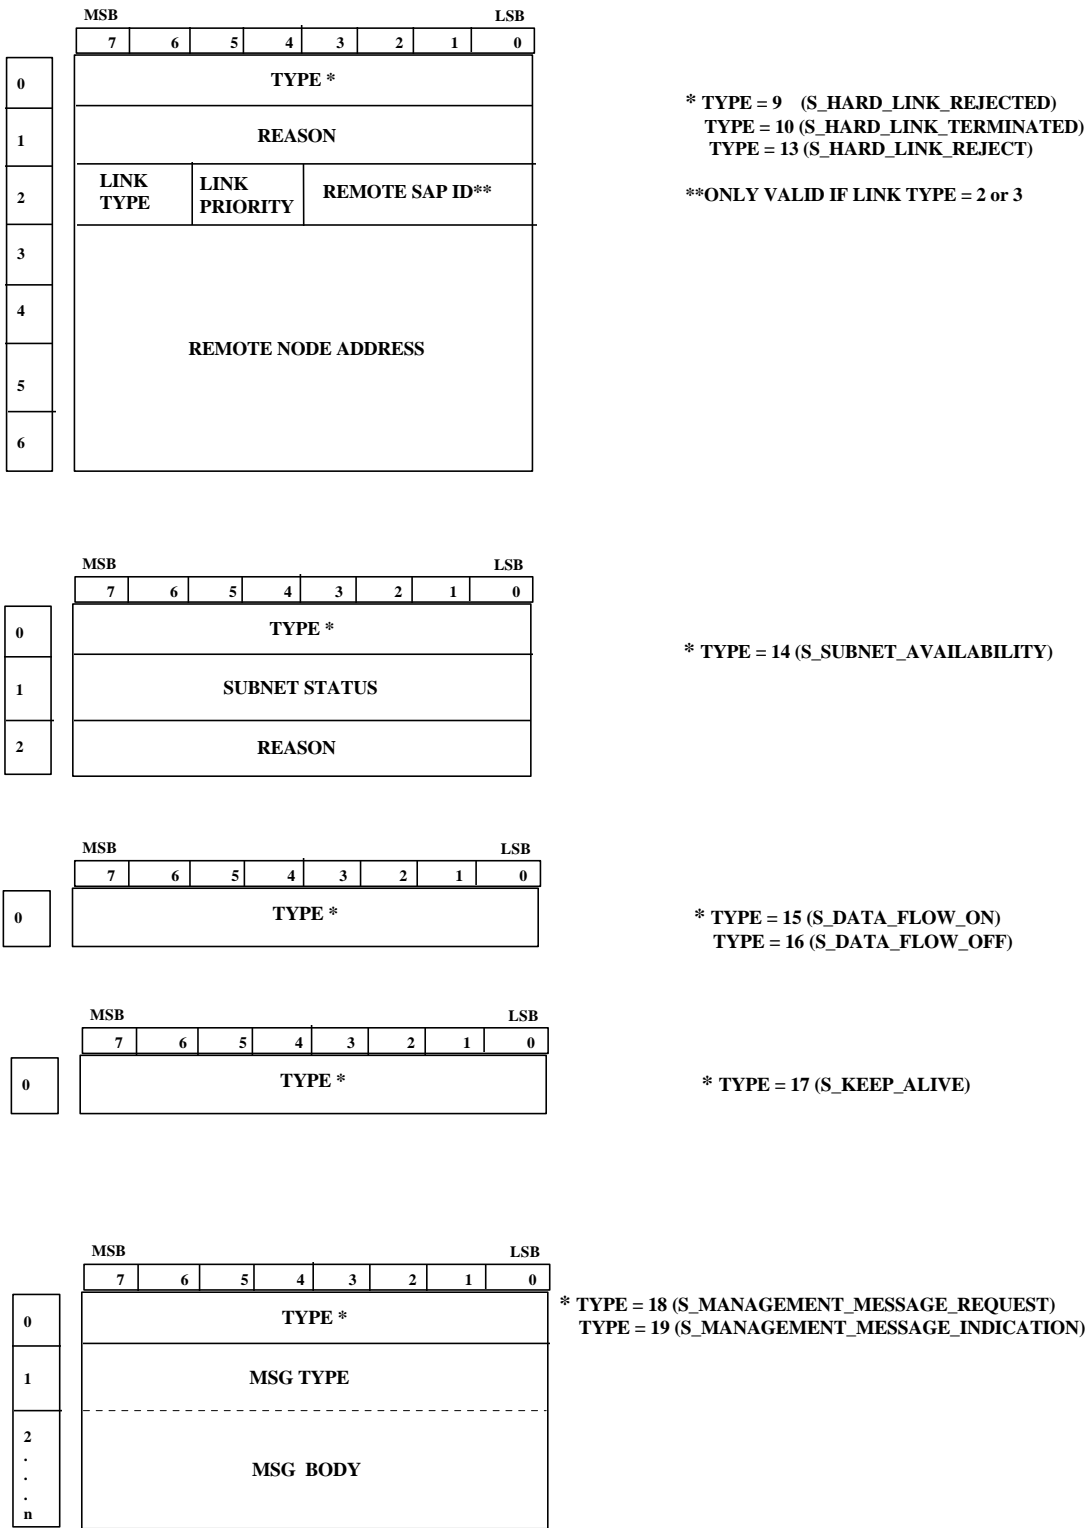 MSB LSB
7 6 5 4 3 2 1 0
0 TYPE *
* TYPE = 9 (S_HARD_LINK_REJECTED)
TYPE = 10 (S_HARD_LINK_TERMINATED)
1 REASON
TYPE = 13 (S_HARD_LINK_REJECT)
2 LINK TYPE LINK PRIORITY REMOTE SAP ID**
**ONLY VALID IF LINK TYPE = 2 or 3
3
4
REMOTE NODE ADDRESS
5
6
MSB LSB
7 6 5 4 3 2 1 0
0 TYPE *
* TYPE = 14 (S_SUBNET_AVAILABILITY)
1 SUBNET STATUS
2 REASON
MSB LSB
7 6 5 4 3 2 1 0
0 TYPE *
* TYPE = 15 (S_DATA_FLOW_ON)
TYPE = 16 (S_DATA_FLOW_OFF)
MSB LSB
7 6 5 4 3 2 1 0
0 TYPE *
* TYPE = 17 (S_KEEP_ALIVE)
MSB LSB
7 6 5 4 3 2 1 0
0 TYPE *
* TYPE = 18 (S_MANAGEMENT_MESSAGE_REQUEST)
TYPE = 19 (S_MANAGEMENT_MESSAGE_INDICATION)
1 MSG TYPE
2
.
.
.
n
MSG BODY